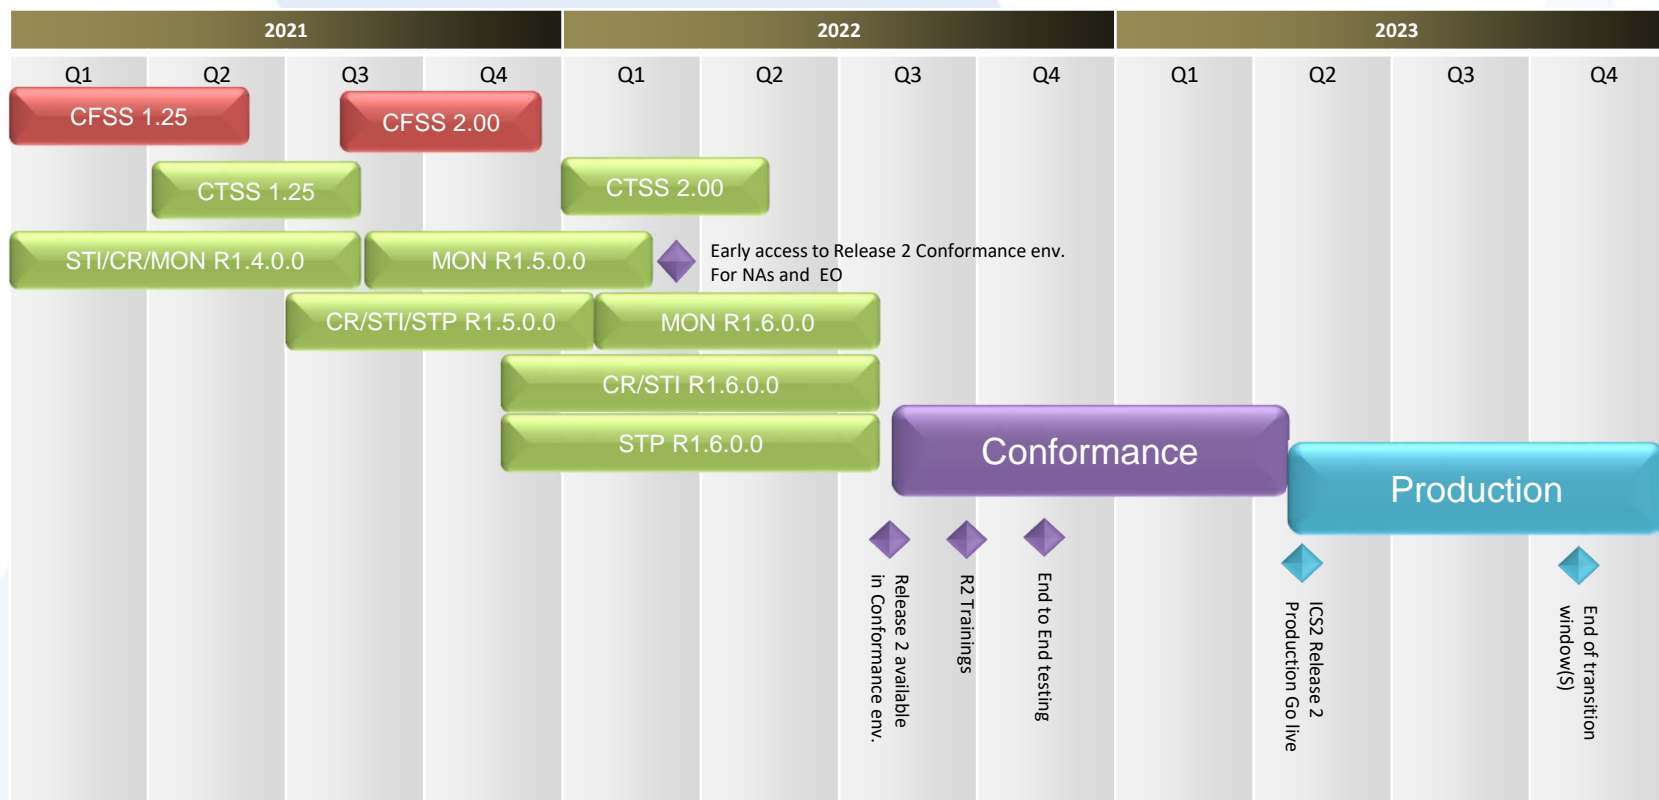 2021 2022 2023
Q1 Q2 Q3 Q4 Q1 Q2 Q3 Q4 Q1 Q2 Q3 Q4
CFSS 1.25
CFSS 2.00
CTSS 1.25
CTSS 2.00
STI/CR/MON R1.4.0.0
MON R1.5.0.0
Early access to Release 2 Conformance env.
For NAs and EO
CR/STI/STP R1.5.0.0
MON R1.6.0.0
CR/STI R1.6.0.0
STP R1.6.0.0
Conformance
Production
Release 2 available
in Conformance env.
R2 Trainings
End to End testing
ICS2 Release 2
Production Go live
End of transition
window(S)